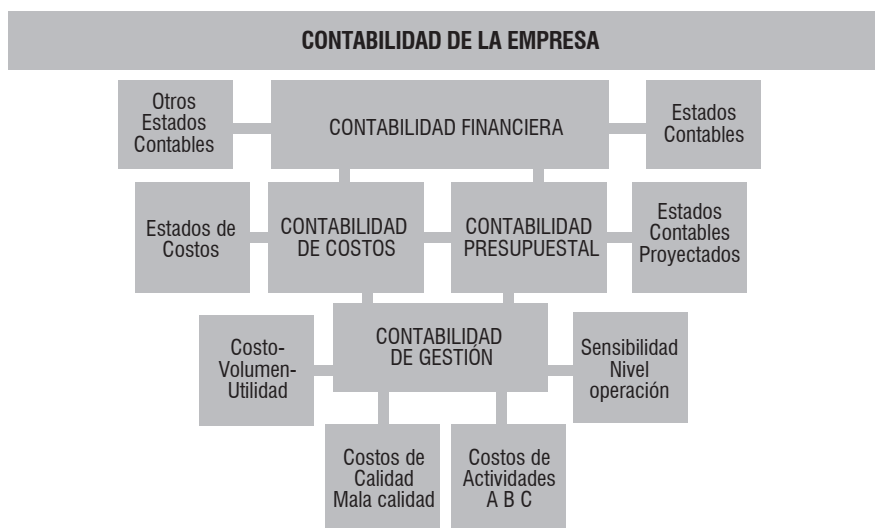 CONTABILIDAD DE LA EMPRESA
Otros
Estados
Contables
CONTABILIDAD FINANCIERA
Estados
Contables
Estados de
Costos
CONTABILIDAD
DE COSTOS
CONTABILIDAD
PRESUPUESTAL
Estados
Contables
Proyectados
Costo-
Volumen-
Utilidad
CONTABILIDAD
DE GESTIÓN
Sensibilidad
Nivel
operación
Costos de
Calidad
Mala calidad
Costos de
Actividades
A B C